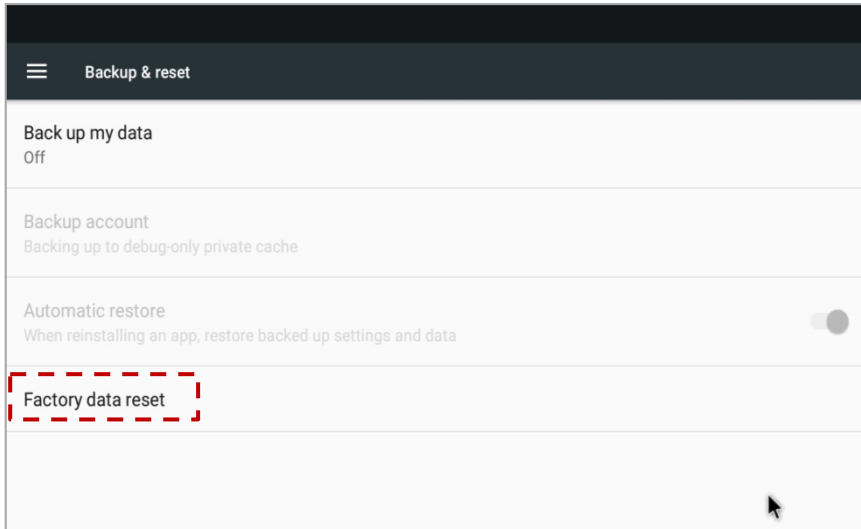 Backup & reset
Back up my data
Off
Backup account
Backing up to debug-only private cache
Automatic restore
When reinstalling an app, restore backed up settings and data
Factory data reset